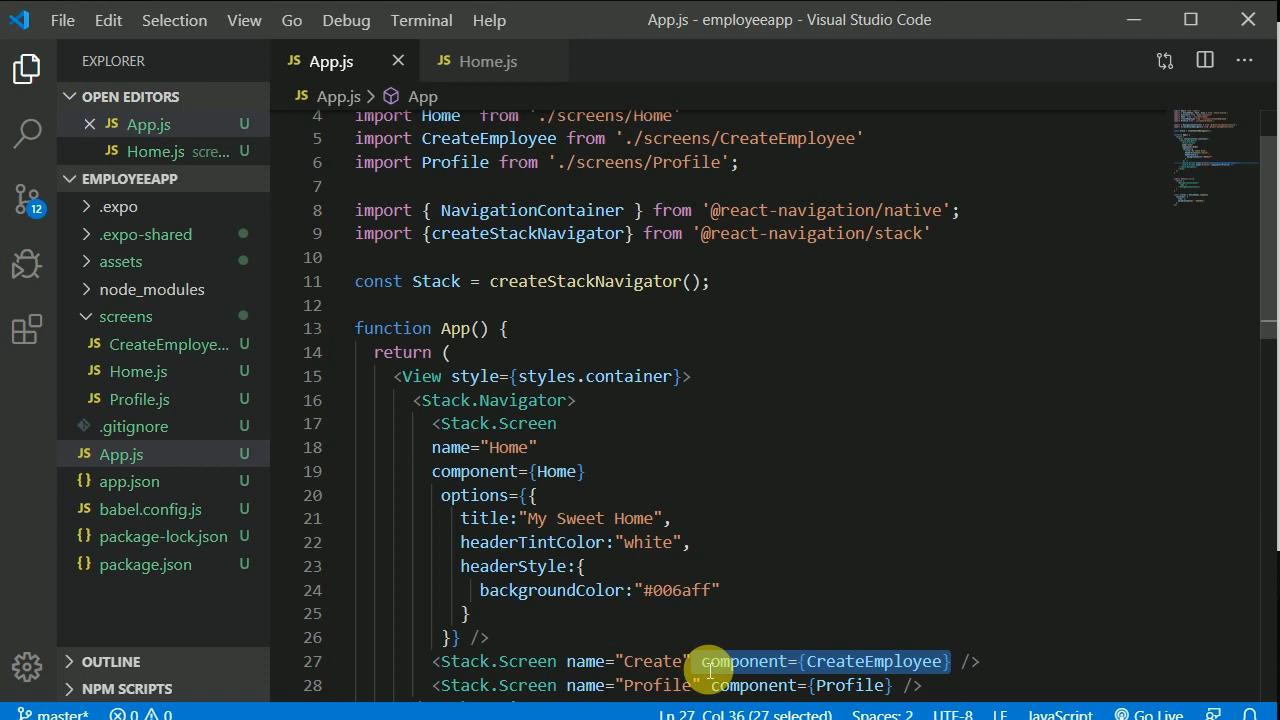 File Edit Selection View Go Debug Terminal Help App.js - employeeapp - Visual Studio Code
EXPLORER
OPEN EDITORS
App.js U
Home.js scre... U
EMPLOYEEAPP
.expo
.expo-shared
assets
node_modules
screens
CreateEmploye... U
Home.js U
Profile.js U
.gitignore U
App.js U
app.json U
babel.config.js U
package-lock.json U
package.json U
OUTLINE
NPM SCRIPTS
12
App.js Home.js
App.js App
4 import Home from './screens/Home'
5 import CreateEmployee from './screens/CreateEmployee'
6 import Profile from './screens/Profile';
7
8 import { NavigationContainer } from '@react-navigation/native';
9 import {createStackNavigator} from '@react-navigation/stack'
10
11 const Stack = createStackNavigator();
12
13 function App() {
14 return (
15 <View style={styles.container}>
16 <Stack.Navigator>
17 <Stack.Screen
18 name="Home"
19 component={Home}
20 options={{
21 title:"My Sweet Home",
22 headerTintColor:"white",
23 headerStyle:{
24 backgroundColor:"#006aff"
25 }
26 }} />
27 <Stack.Screen name="Create" component={CreateEmployee} />
28 <Stack.Screen name="Profile" component={Profile} />
master* 0 0 Ln 27, Col 36 (27 selected) Spaces: 2 UTF-8 LF JavaScript Go Live